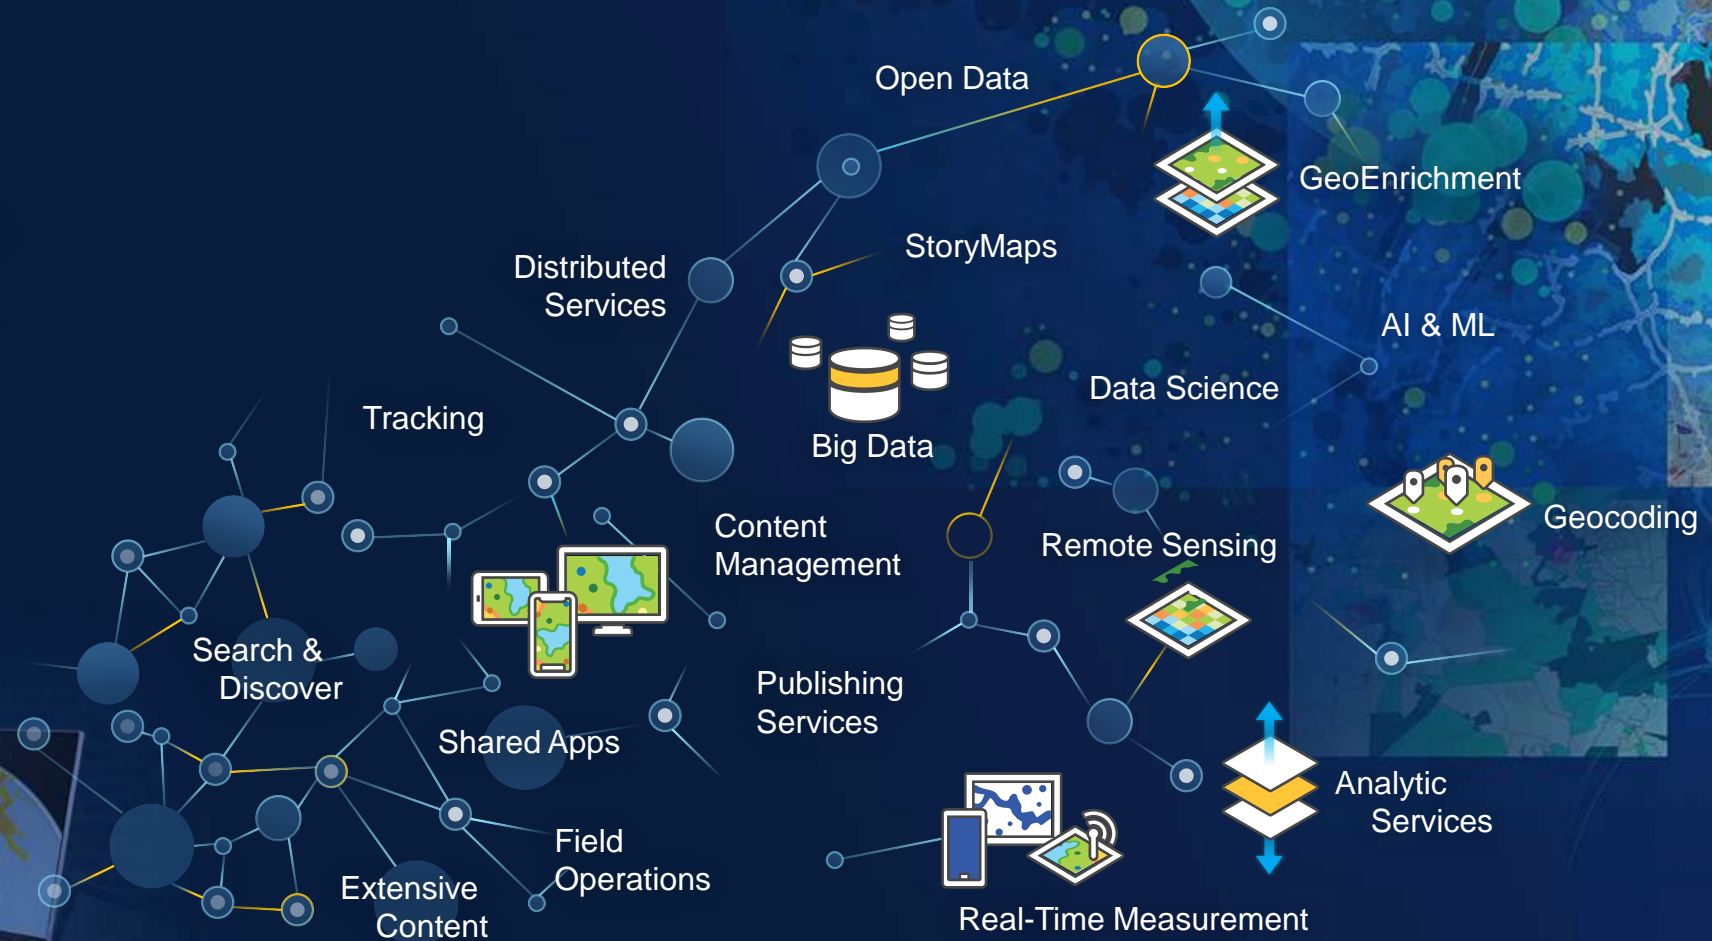 Open Data
GeoEnrichment
StoryMaps
Distributed
Services
AI & ML
Data Science
Tracking
Big Data
Geocoding
Content
Management
Remote Sensing
Search &
Discover
Publishing
Services
Shared Apps
Analytic
Services
Field
Operations
Extensive
Content
Real-Time Measurement